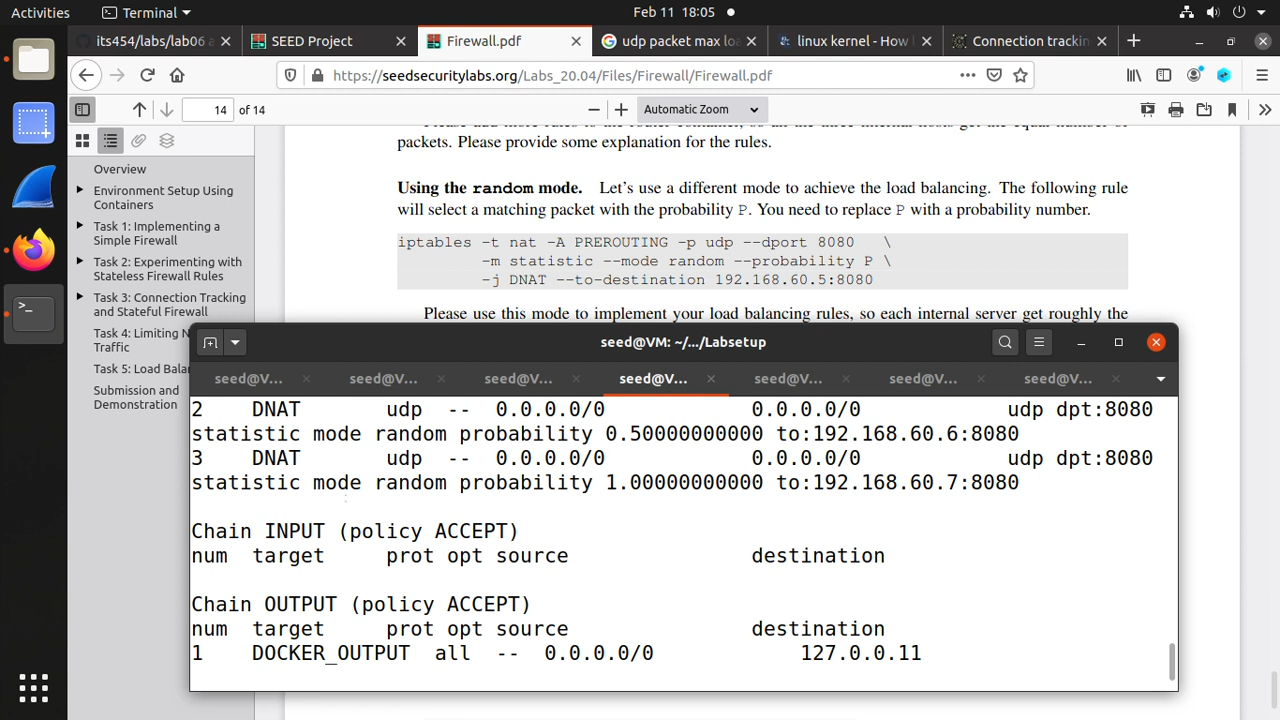 Activities
Terminal
Feb 11 18:05
its454/labs/lab06
SEED Project
Firewall.pdf
udp packet max
linux kernel - How
Connection
https://seedsecuritylabs.org/Labs_20.04/Files/Firewall/Firewall.pdf
14
of 14
Automatic Zoom
Overview
Environment Setup Using
Containers
Task 1: Implementing a
Simple Firewall
Task 2: Experimenting with
Stateless Firewall Rules
Task 3: Connection Tracking
and Stateful Firewall
Task 4: Limiting
Traffic
Task 5: Load
Submission and
Demonstration
packets. Please provide some explanation for the rules.
Using the random mode. Let's use a different mode to achieve the load balancing. The following rule
will select a matching packet with the probability P. You need to replace P with a probability number.
iptables -t nat -A PREROUTING -p udp --dport 8080 \
-m statistic --mode random --probability P \
-j DNAT --to-destination 192.168.60.5:8080
Please use this mode to implement your load balancing rules, so each internal server get roughly the
seed@VM: ~/.../Labsetup
seed@V...
seed@V...
seed@V...
seed@V...
seed@V...
seed@V...
seed@V...
2 DNAT udp -- 0.0.0.0/0 0.0.0.0/0 udp dpt:8080
statistic mode random probability 0.50000000000 to:192.168.60.6:8080
3 DNAT udp -- 0.0.0.0/0 0.0.0.0/0 udp dpt:8080
statistic mode random probability 1.00000000000 to:192.168.60.7:8080
Chain INPUT (policy ACCEPT)
num target prot opt source destination
Chain OUTPUT (policy ACCEPT)
num target prot opt source destination
1 DOCKER_OUTPUT all -- 0.0.0.0/0 127.0.0.11